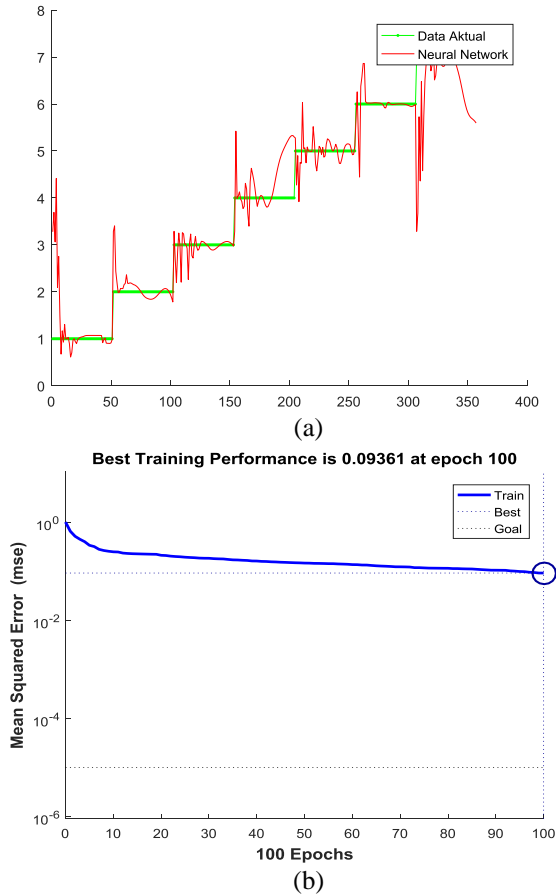 8
7
6
5
4
3
2
1
0
Data Aktual
Neural Network
0 50 100 150 200 250 300 350 400
(a)
Best Training Performance is 0.09361 at epoch 100
Mean Squared Error (mse)
10^0
10^-2
10^-4
10^-6
Train
Best
Goal
0 10 20 30 40 50 60 70 80 90 100
100 Epochs
(b)